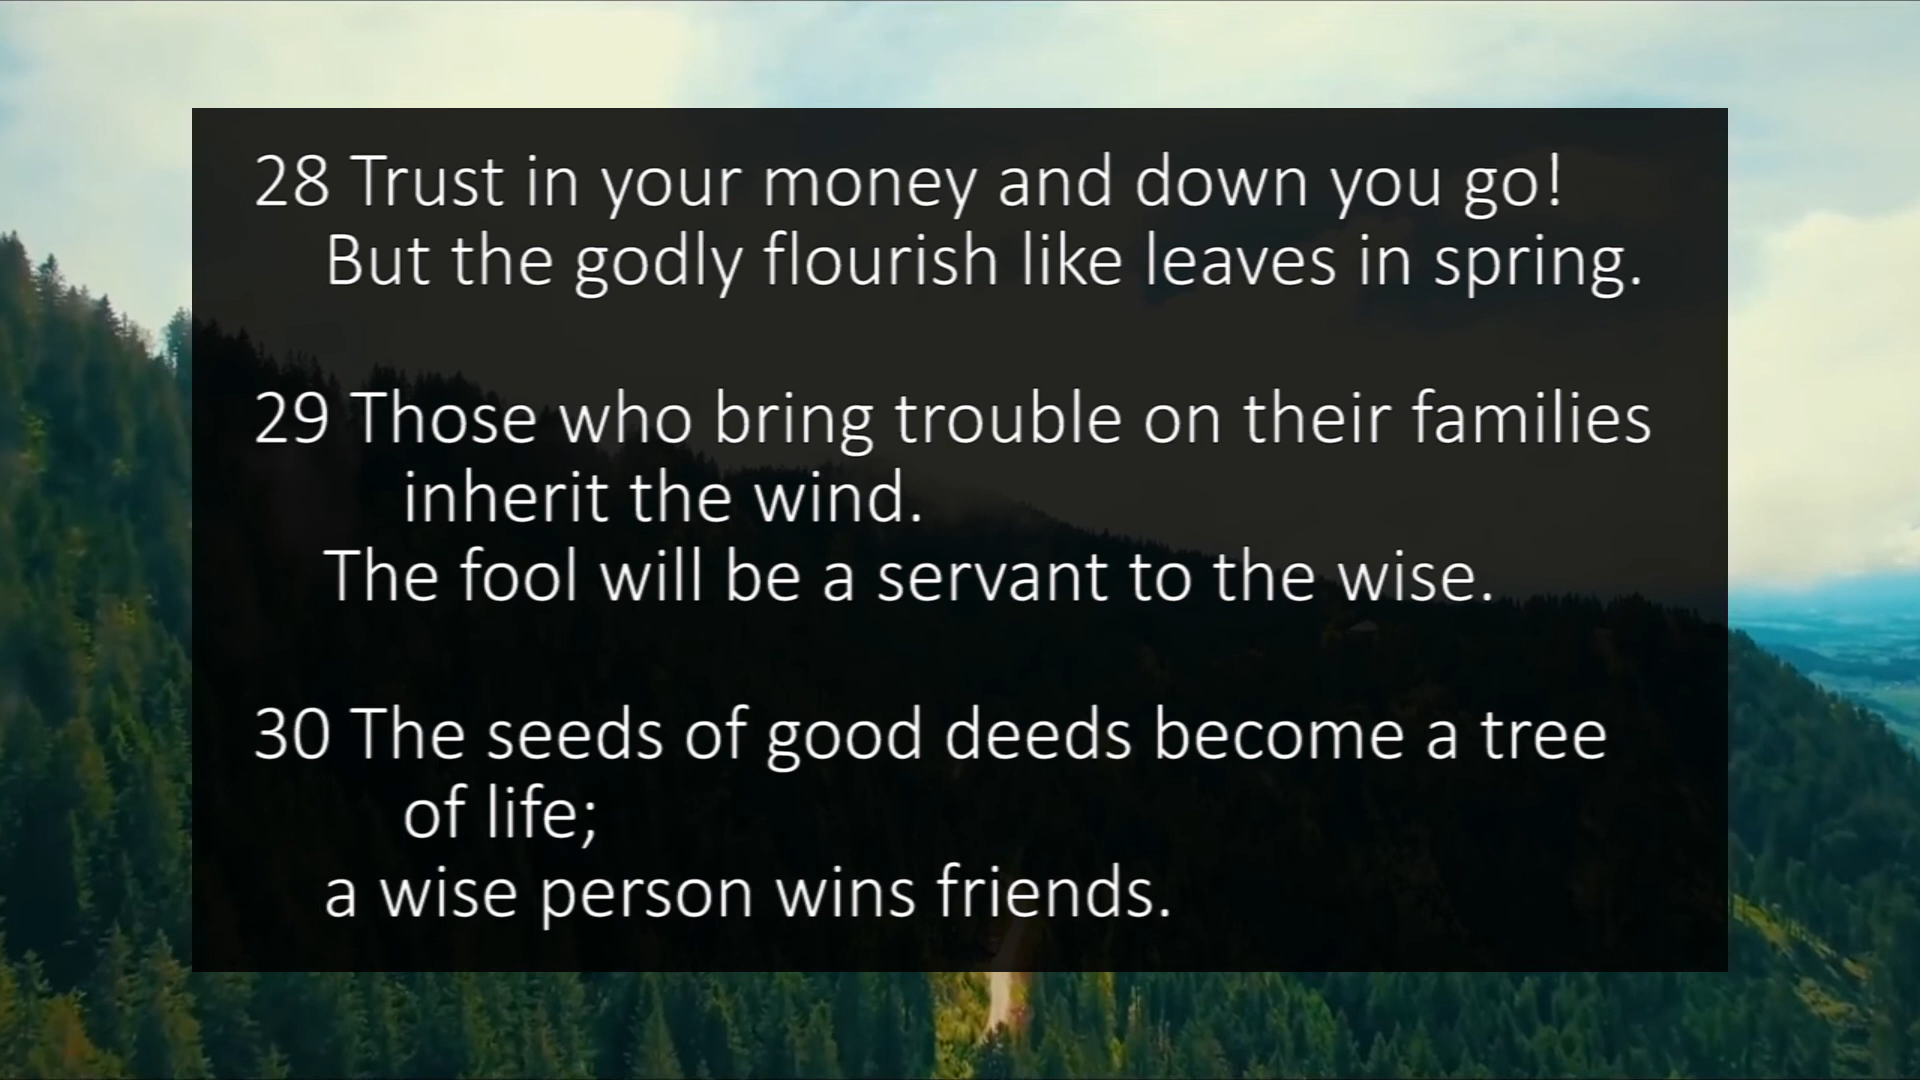 28 Trust in your money and down you go!
But the godly flourish like leaves in spring.
29 Those who bring trouble on their families
inherit the wind.
The fool will be a servant to the wise.
30 The seeds of good deeds become a tree
of life;
a wise person wins friends.